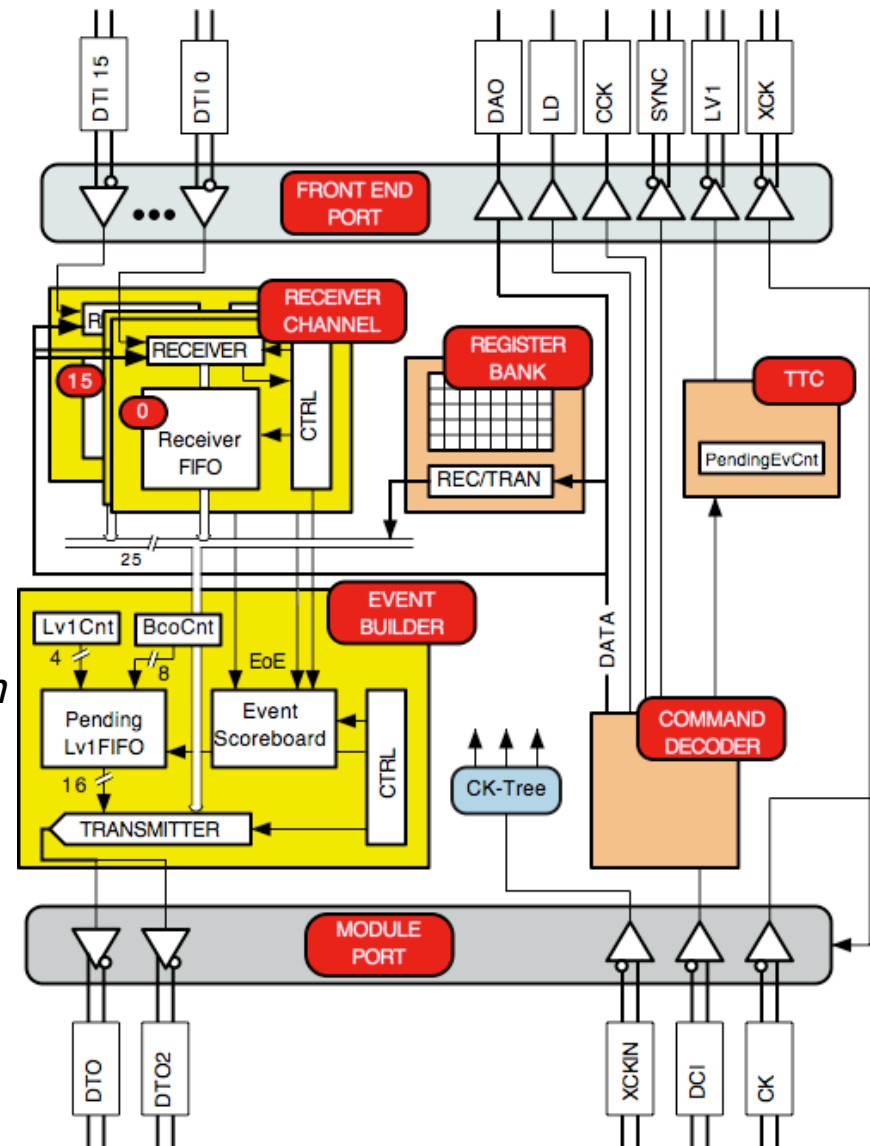 DTI 15
DTI 0
DAO
LD
CCK
SYNC
LV1
XCK
FRONT END
PORT
RECEIVER
CHANNEL
R
RECEIVER
15
0
Receiver
FIFO
CTRL
REGISTER
BANK
REC/TRAN
TTC
PendingEvCnt
25
EVENT
BUILDER
Lv1Cnt
BcoCnt
4
8
EoE
DATA
n
Pending
Lv1FIFO
Event
Scoreboard
CTRL
16
TRANSMITTER
CK-Tree
COMMAND
DECODER
MODULE
PORT
DTO
DTO2
XCKIN
DCI
CK